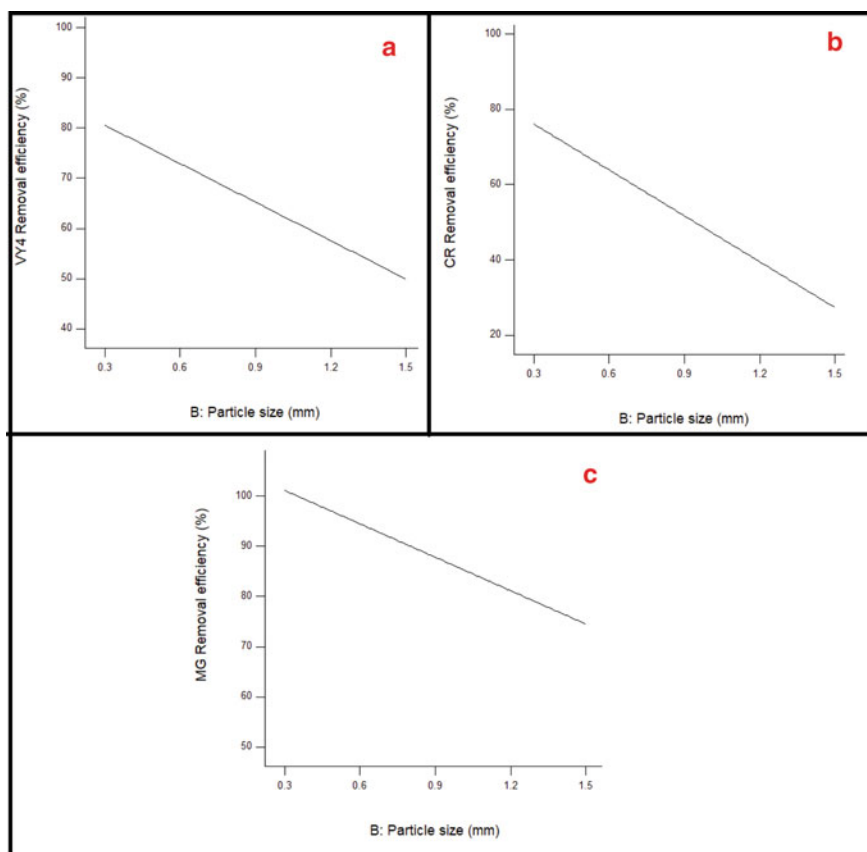 a
VY4 Removal efficiency (%)
100
90
80
70
60
50
40
0.3 0.6 0.9 1.2 1.5
B: Particle size (mm)
b
CR Removal efficiency (%)
100
80
60
40
20
0.3 0.6 0.9 1.2 1.5
B: Particle size (mm)
c
MG Removal efficiency (%)
100
90
80
70
60
50
0.3 0.6 0.9 1.2 1.5
B: Particle size (mm)